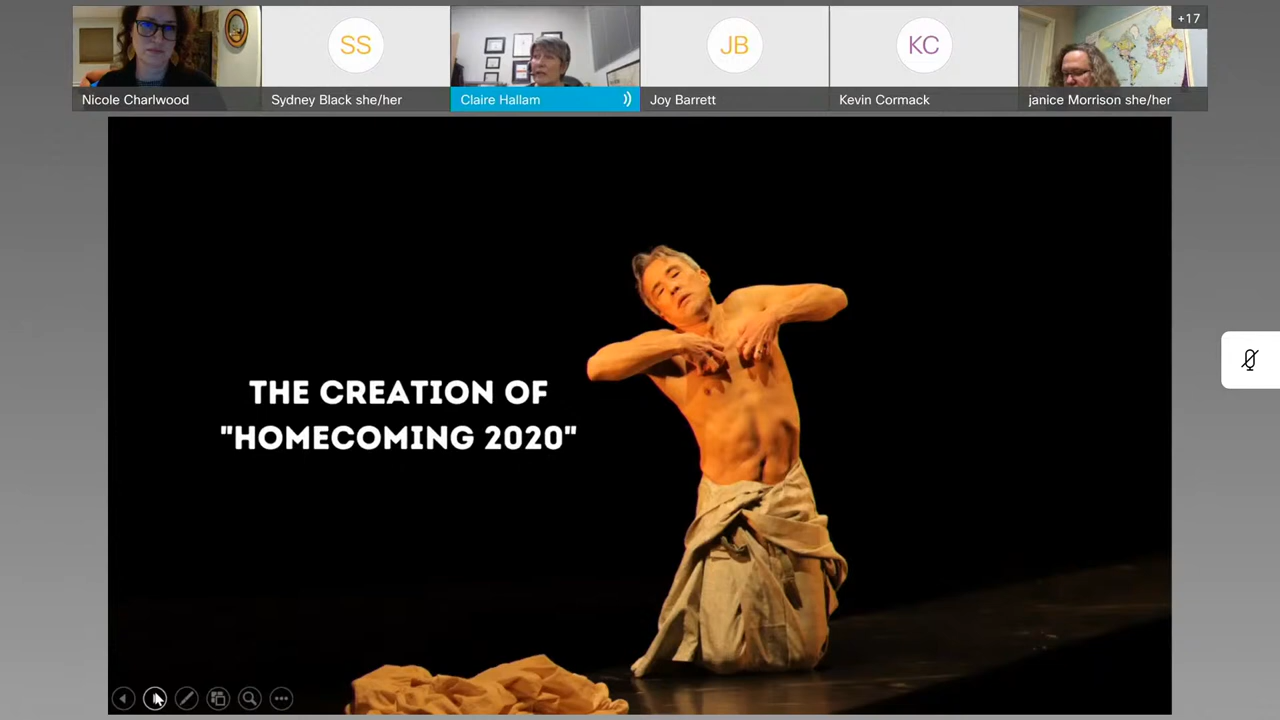 +17
SS
JB
KC
Nicole Charlwood
Sydney Black she/her
Claire Hallam
Joy Barrett
Kevin Cormack
janice Morrison she/her
THE CREATION OF
"HOMECOMING 2020"